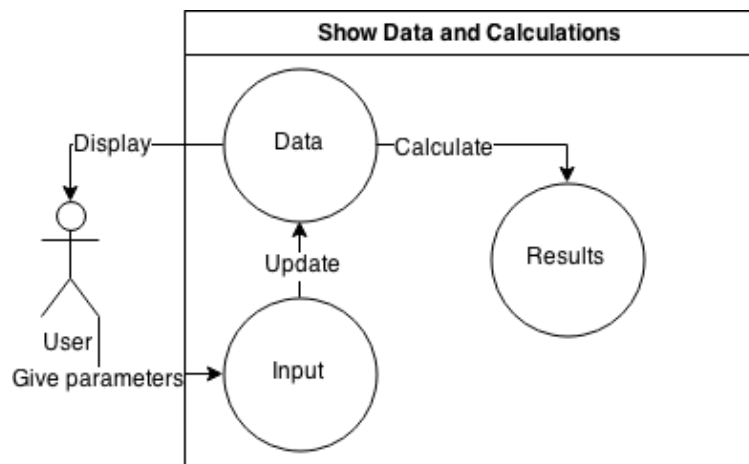 Show Data and Calculations
Data
Display
Calculate
Results
Update
User
Input
Give parameters